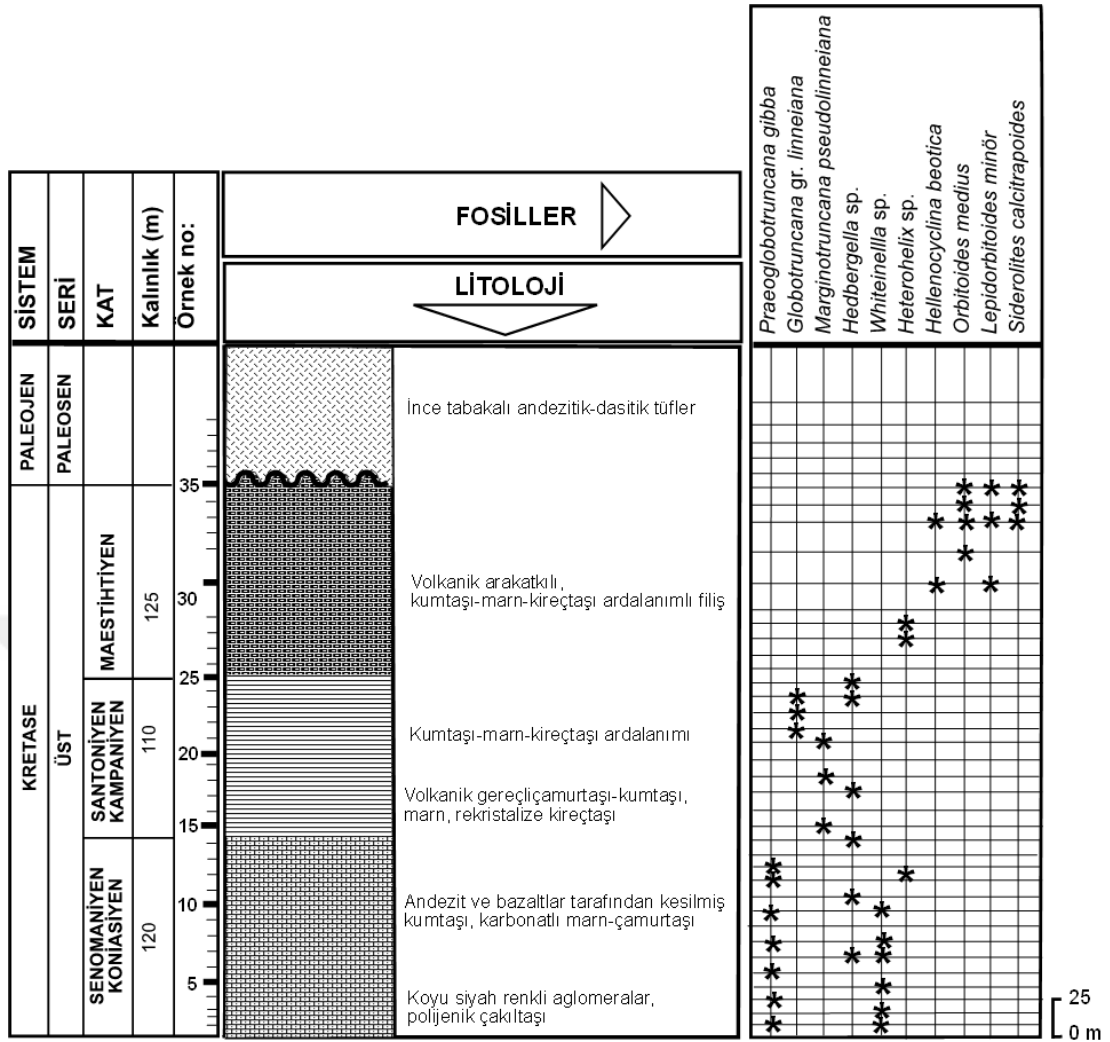 Praeoglobotruncana gibba
Globotruncana gr. linneiana
Marginotruncana pseudolinneiana
Hedbergella sp.
Whiteinellla sp.
Heterohelix sp.
Hellenocyclina beotica
Orbitoides medius
Lepidorbitoides minör
Siderolites calcitrapoides
SİSTEM
SERİ
KAT
Kalınlık (m)
Örnek no:
FOSİLLER
LİTOLOJİ
PALEOJEN
PALEOSEN
İnce tabakalı andezitik-dasitik tüfler
35
KRETASE
ÜST
MAESTİHTİYEN
125
30
Volkanik arakatkılı,
kumtaşı-marn-kireçtaşı ardalanımlı filiş
25
SANTONİYEN
KAMPANİYEN
110
20
Kumtaşı-marn-kireçtaşı ardalanımı
Volkanik gereçliçamurtaşı-kumtaşı,
marn, rekristalize kireçtaşı
15
SENOMANİYEN
KONIASİYEN
120
10
Andezit ve bazaltlar tarafından kesilmiş
kumtaşı, karbonatlı marn-çamurtaşı
5
Koyu siyah renkli aglomeralar,
polijenik çakıltaşı
25
0 m